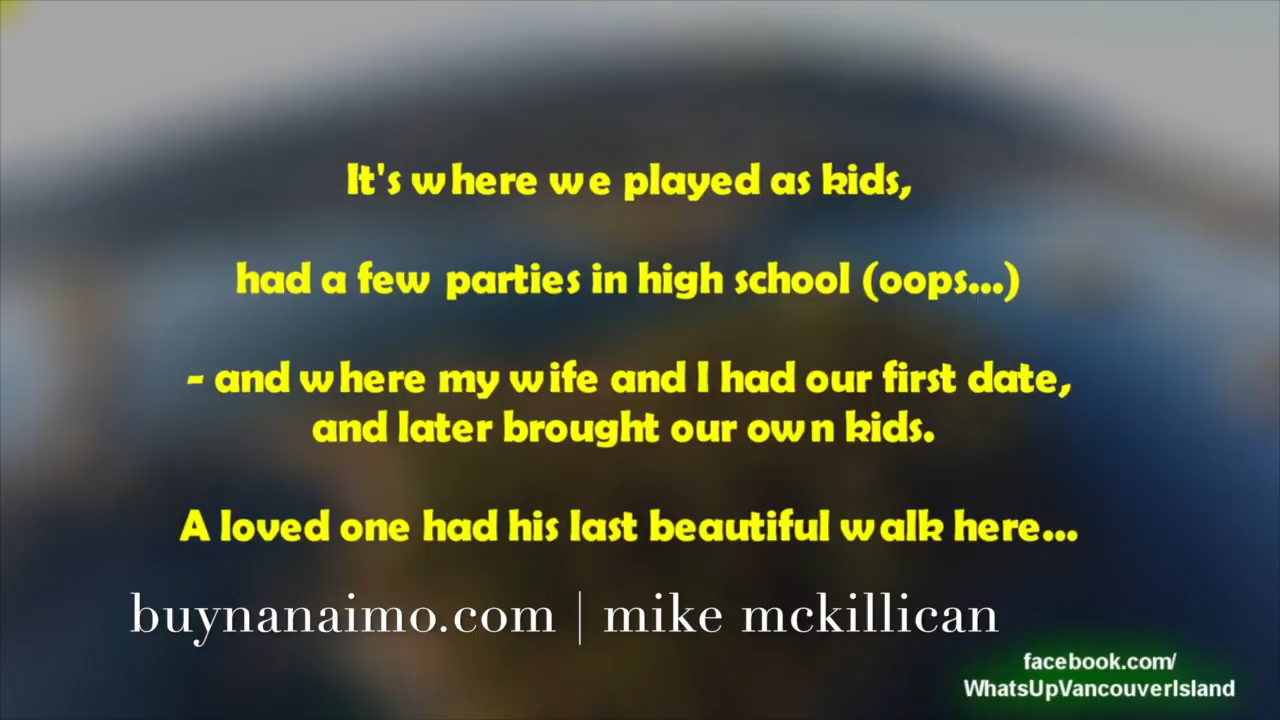 It's where we played as kids,
had a few parties in high school (oops...)
- and where my wife and I had our first date,
and later brought our own kids.
A loved one had his last beautiful walk here...
buynanaimo.com | mike mckillican
facebook.com/
WhatsUpVancouverIsland